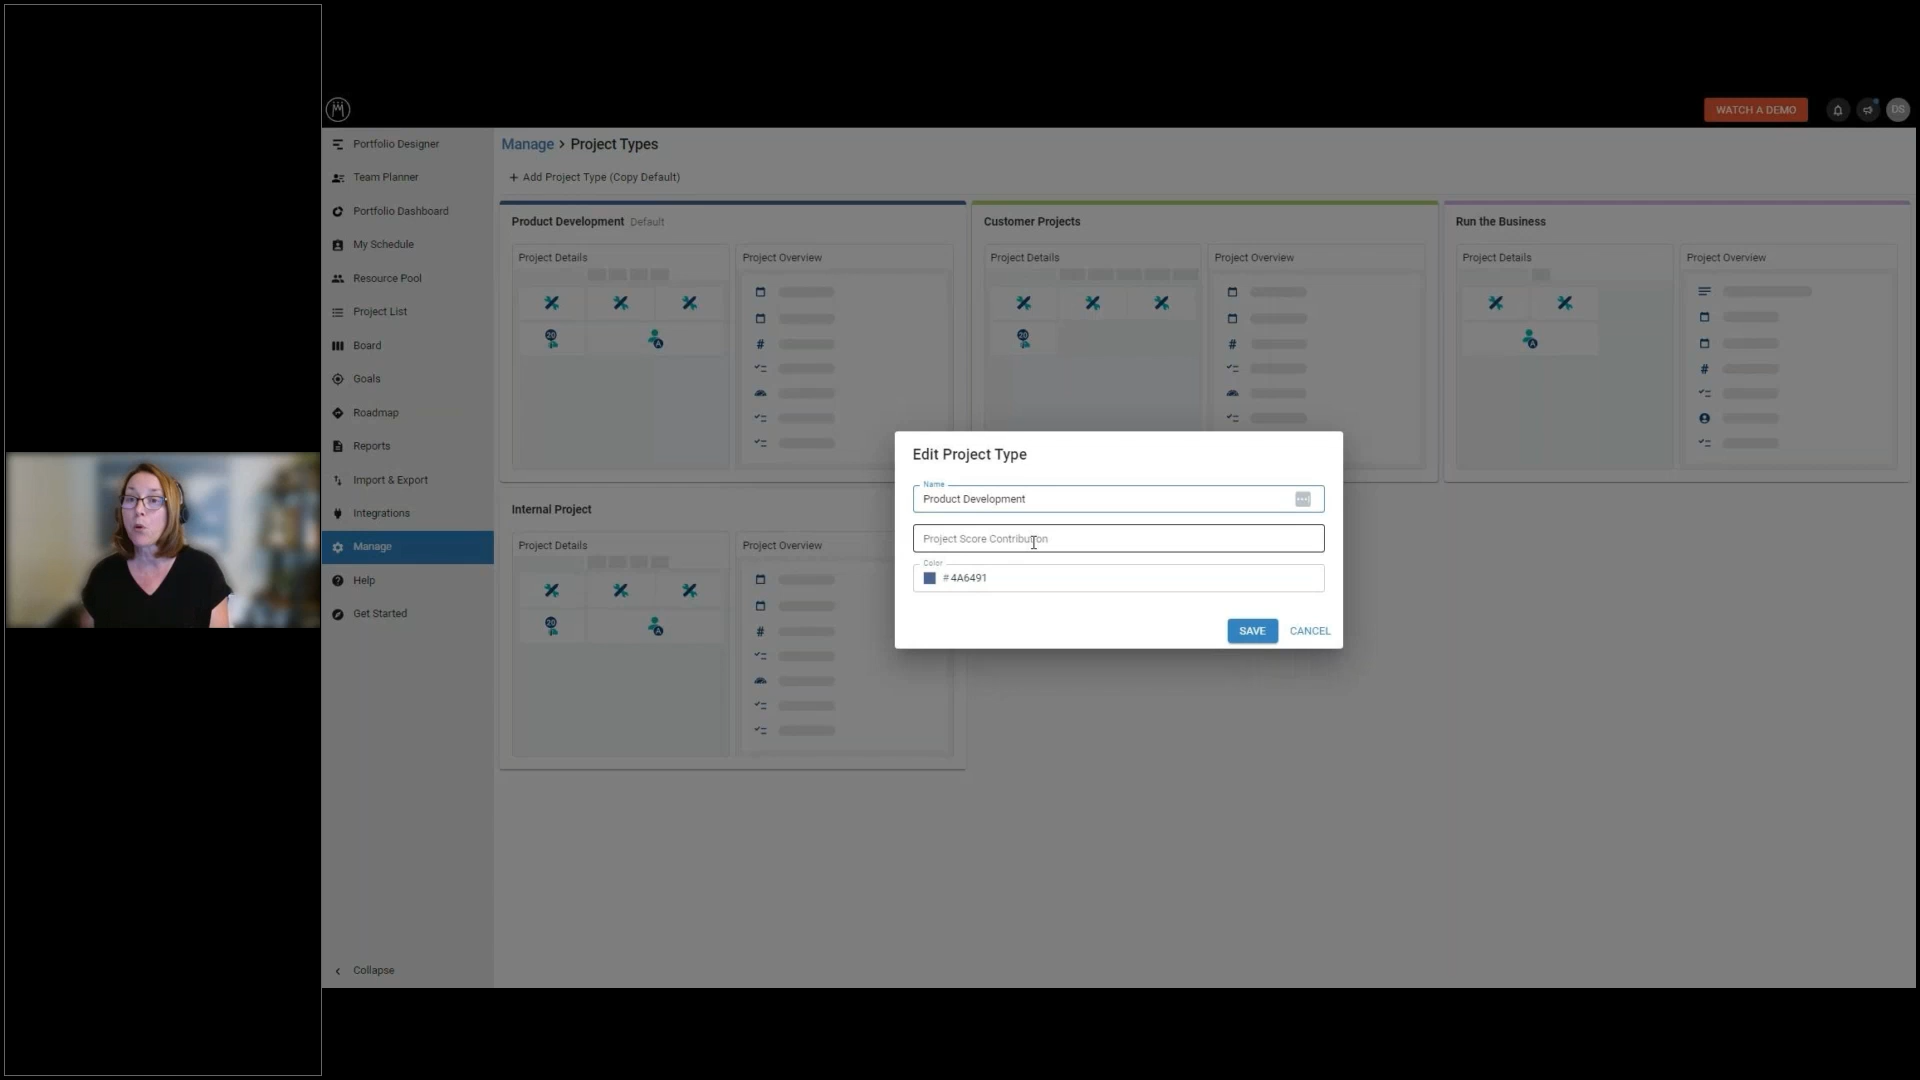 WATCH A DEMO
DS
Portfolio Designer
Team Planner
Portfolio Dashboard
My Schedule
Resource Pool
Project List
Board
Goals
Roadmap
Reports
Import & Export
Integrations
Manage
Help
Get Started
Collapse
Manage > Project Types
+ Add Project Type (Copy Default)
Product Development Default
Project Details
Project Overview
#
20
A
Customer Projects
Project Details
Project Overview
#
20
Run the Business
Project Details
Project Overview
#
A
Internal Project
Project Details
Project Overview
#
20
A
Edit Project Type
Name
Product Development
Project Score Contribution
Color
# 4A6491
SAVE
CANCEL